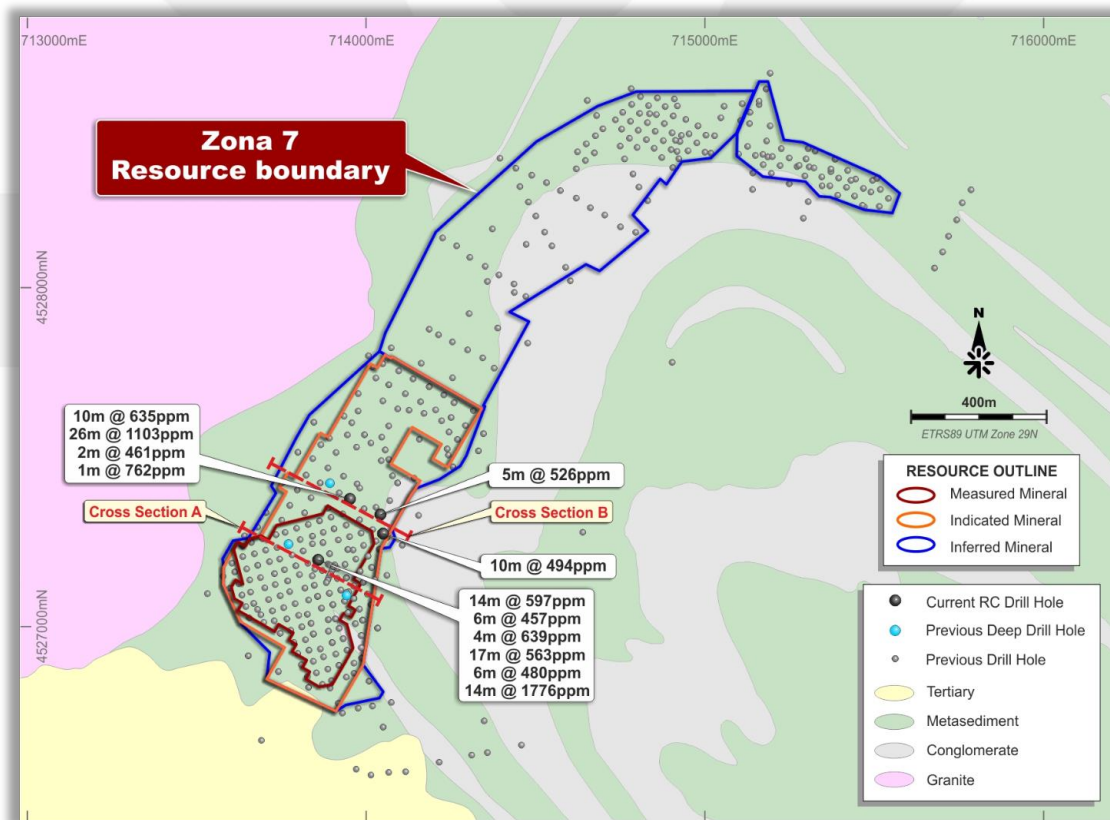 713000mE
714000mE
715000mE
716000mE
Zona 7
Resource boundary
4528000mN
N
400m
ETRS89 UTM Zone 29N
10m @ 635ppm
26m @ 1103ppm
2m @ 461ppm
1m @ 762ppm
5m @ 526ppm
Cross Section A
Cross Section B
10m @ 494ppm
14m @ 597ppm
6m @ 457ppm
4m @ 639ppm
17m @ 563ppm
6m @ 480ppm
14m @ 1776ppm
4527000mN
RESOURCE OUTLINE
Measured Mineral
Indicated Mineral
Inferred Mineral
Current RC Drill Hole
Previous Deep Drill Hole
Previous Drill Hole
Tertiary
Metasediment
Conglomerate
Granite